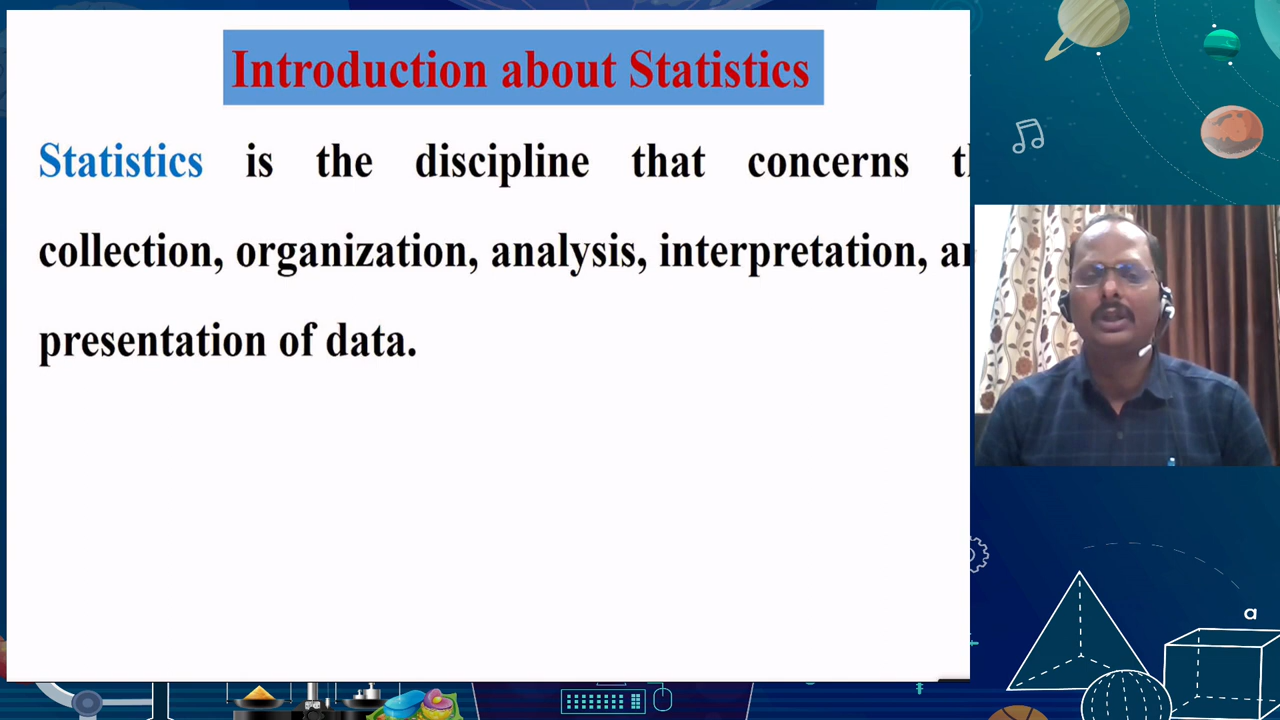 Introduction about Statistics
Statistics is the discipline that concerns
collection, organization, analysis, interpretation,
presentation of data.
a